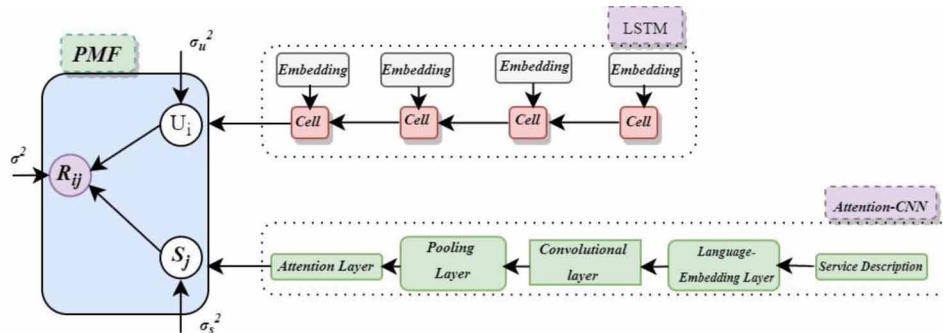 σu²
LSTM
PMF
Embedding Embedding Embedding Embedding
Ui
Cell Cell Cell Cell
σ²
Rij
Attention-CNN
Sj
Attention Layer
Pooling
Layer
Convolutional
layer
Language-
Embedding Layer
Service Description
σs²